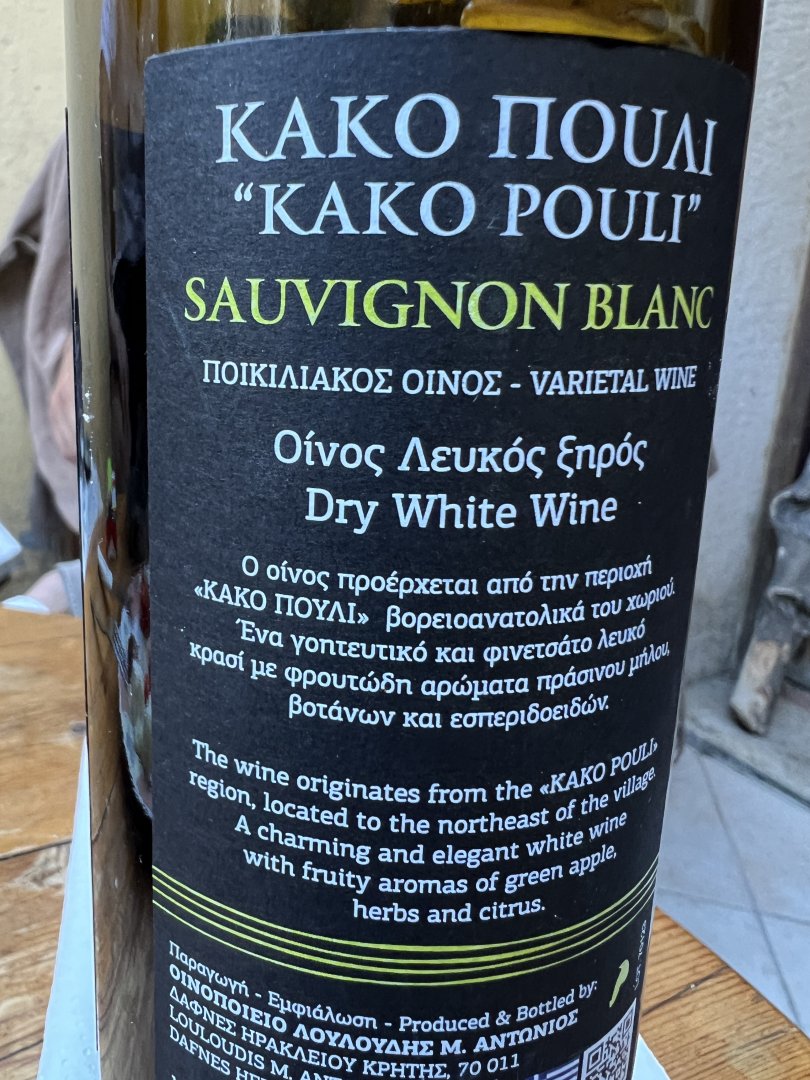 ΚΑΚΟ ΠΟΥΛΙ
“KAKO POULI”
SAUVIGNON BLANC
ΠΟΙΚΙΛΙΑΚΟΣ ΟΙΝΟΣ - VARIETAL WINE
Οίνος Λευκός ξηρός
Dry White Wine
Ο οίνος προέρχεται από την περιοχή
«ΚΑΚΟ ΠΟΥΛΙ» βορειοανατολικά του χωριού.
Ένα γοητευτικό και φινετσάτο λευκό
κρασί με φρουτώδη αρώματα πράσινου μήλου,
βοτάνων και εσπεριδοειδών.
The wine originates from the «KAKO POULI»
region, located to the northeast of the village.
A charming and elegant white wine
with fruity aromas of green apple,
herbs and citrus.
Παραγωγή - Εμφιάλωση - Produced & Bottled by:
ΟΙΝΟΠΟΙΕΙΟ ΛΟΥΛΟΥΔΗΣ Μ. ΑΝΤΩΝΙΟΣ
ΔΑΦΝΕΣ ΗΡΑΚΛΕΙΟΥ ΚΡΗΤΗΣ, 70 011
LOULOUDIS M.
DAFNES